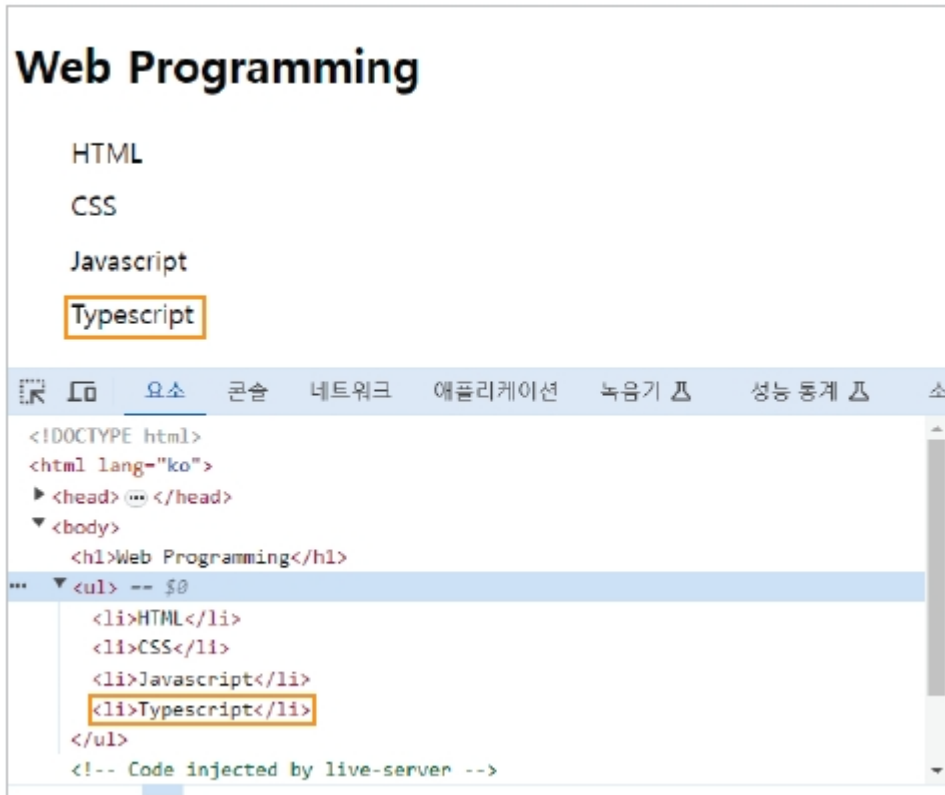 Web Programming
HTML
CSS
Javascript
Typescript
요소 콘솔 네트워크 애플리케이션 녹음기 성능 통계 소
<!DOCTYPE html>
<html lang="ko">
▶ <head> ••• </head>
▼ <body>
<h1>Web Programming</h1>
••• ▼ <ul> == $0
<li>HTML</li>
<li>CSS</li>
<li>Javascript</li>
<li>Typescript</li>
</ul>
<!-- Code injected by live-server -->